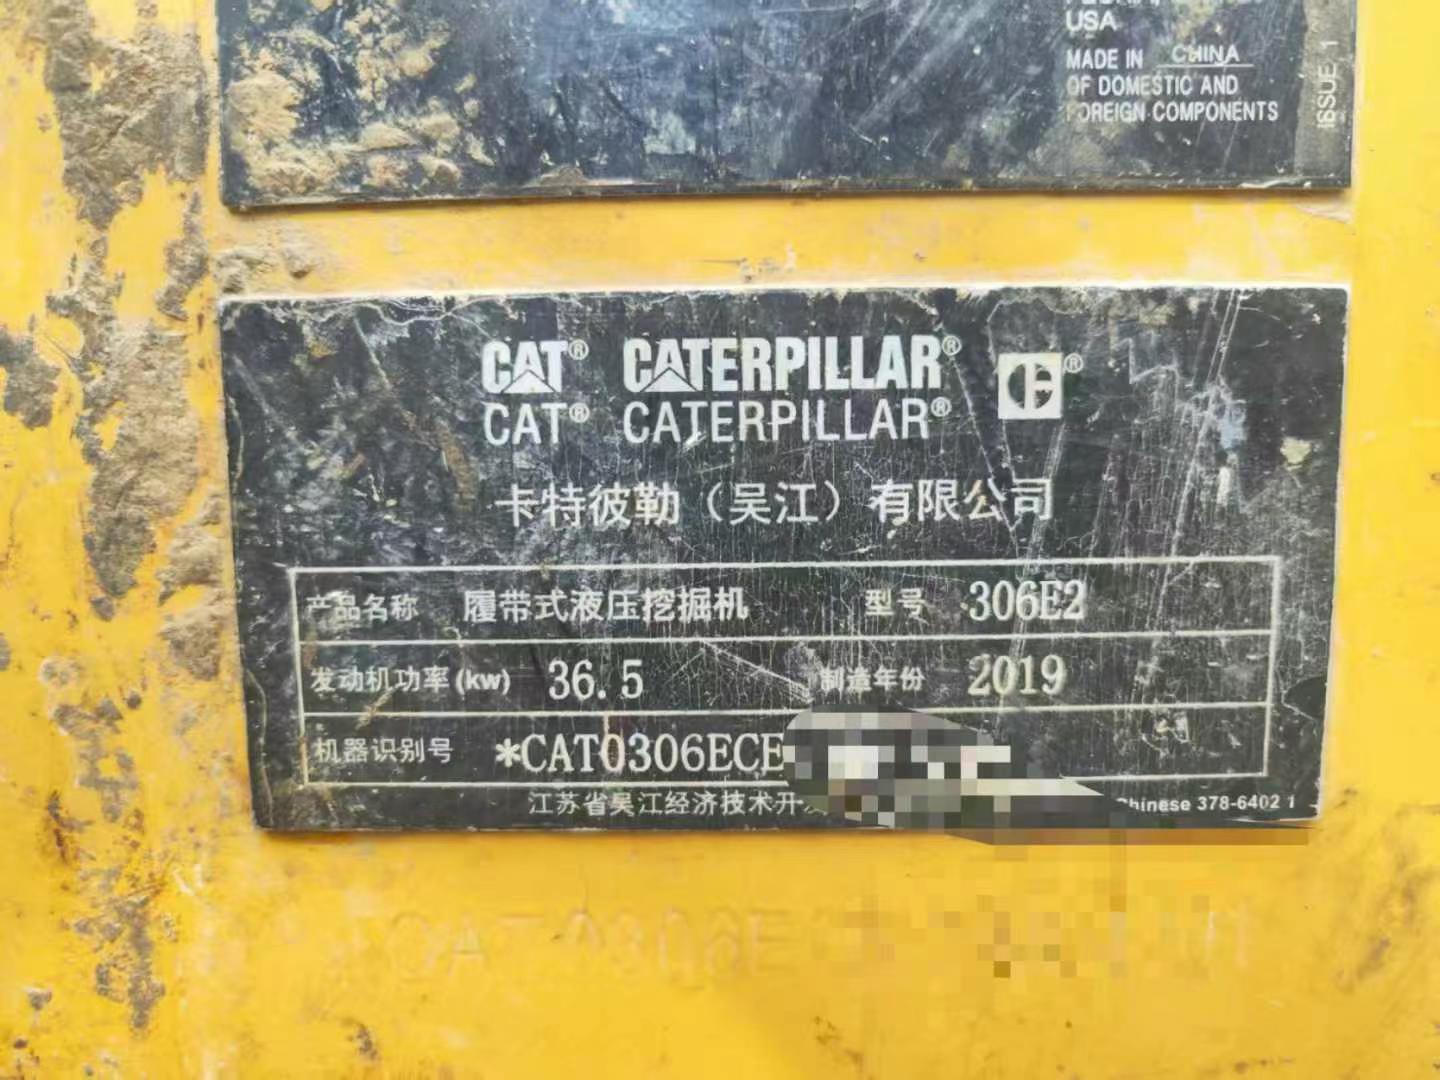 USA
MADE IN CHINA
OF DOMESTIC AND
FOREIGN COMPONENTS
ISSUE 1
CAT® CATERPILLAR®
CAT® CATERPILLAR®
卡特彼勒（吴江）有限公司
产品名称 履带式液压挖掘机 型号 306E2
发动机功率(kw) 36.5 制造年份 2019
机器识别号 *CAT0306ECE
江苏省吴江经济技术开发
Chinese 378-6402 1
CAT0306E